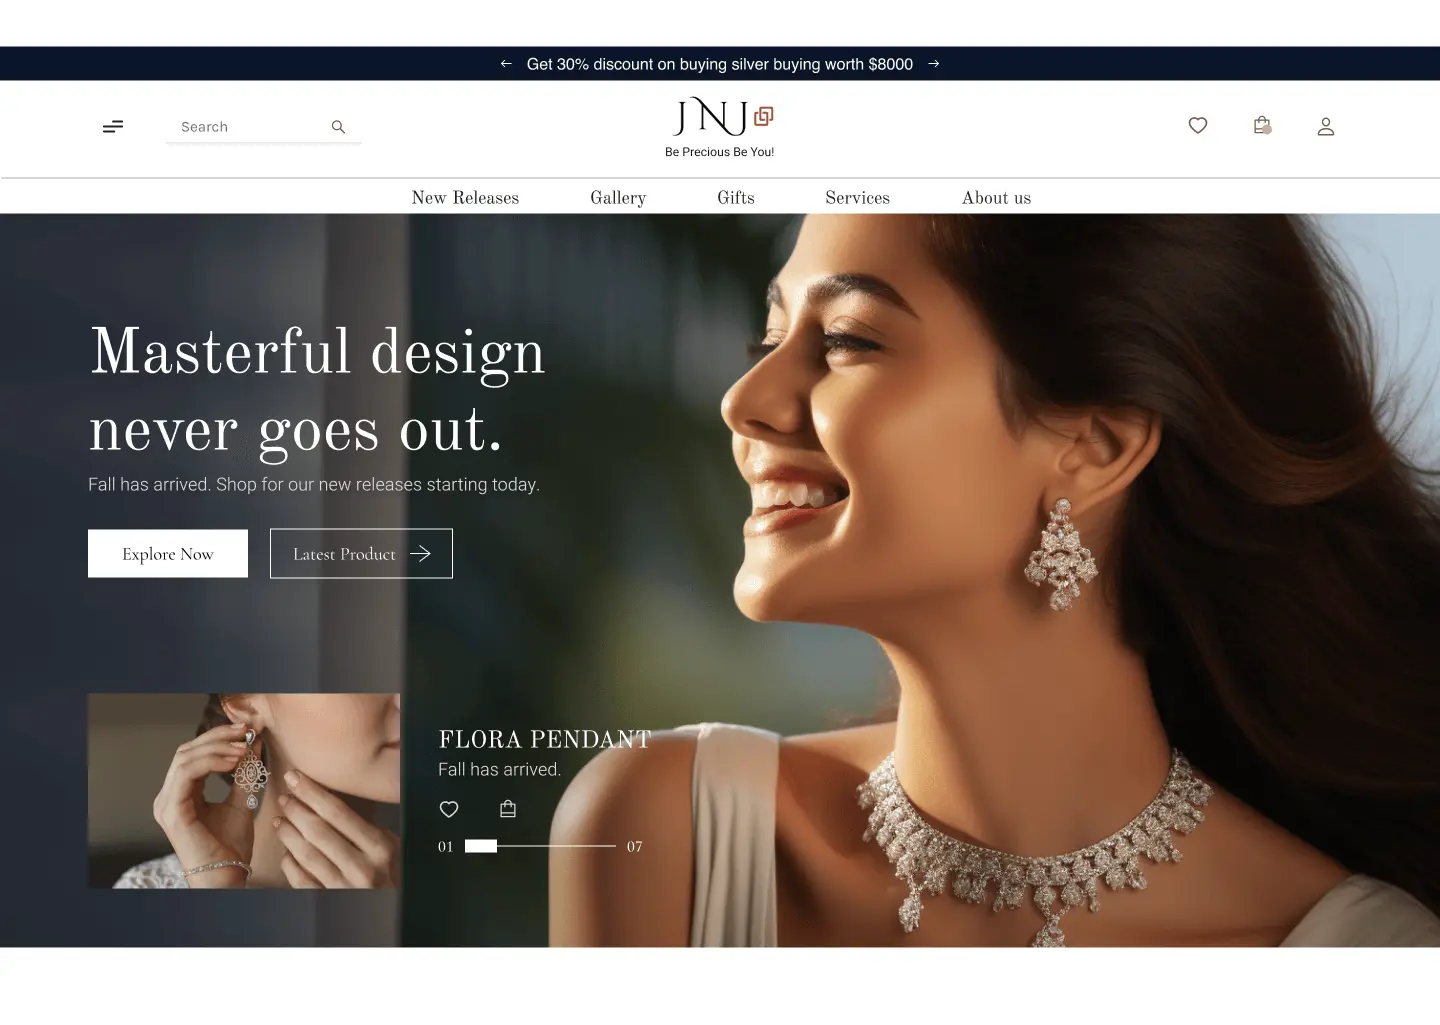 Get 30% discount on buying silver buying worth $8000
Search
JNJ
Be Precious Be You!
New Releases
Gallery
Gifts
Services
About us
Masterful design
never goes out.
Fall has arrived. Shop for our new releases starting today.
Explore Now
Latest Product
FLORA PENDANT
Fall has arrived.
01
07